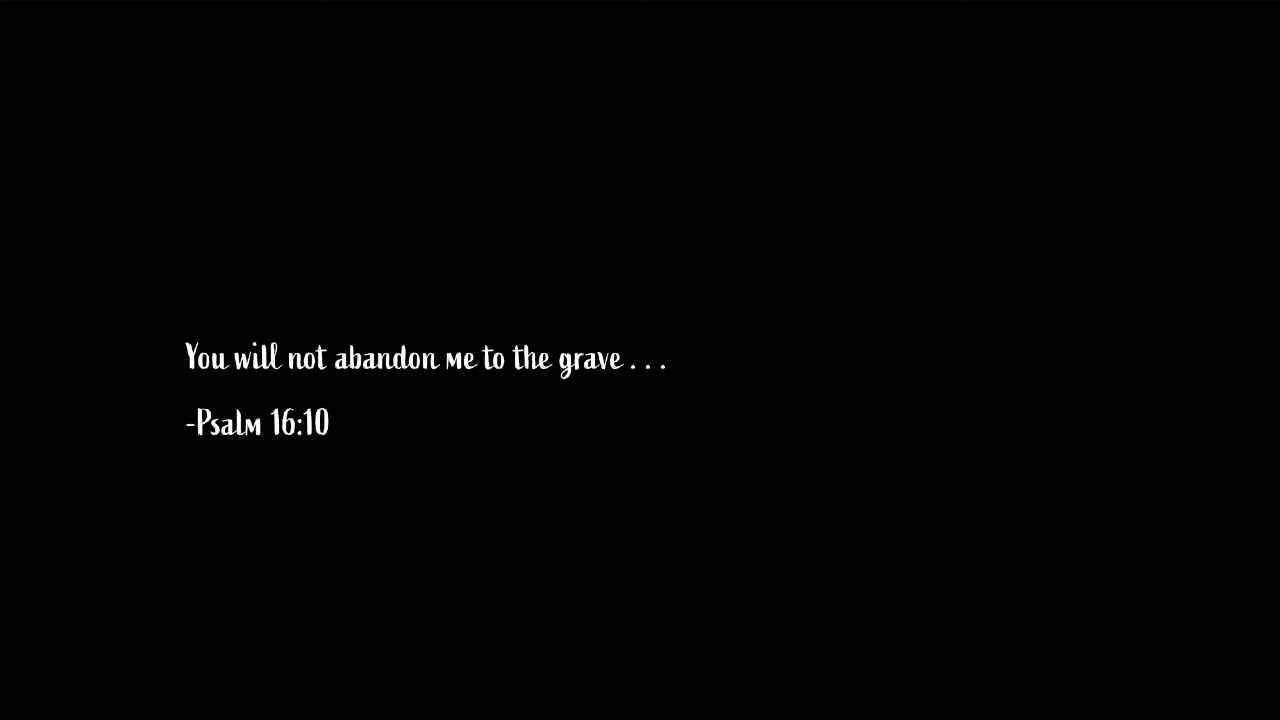 You will not abandon me to the grave . . .
-Psalm 16:10